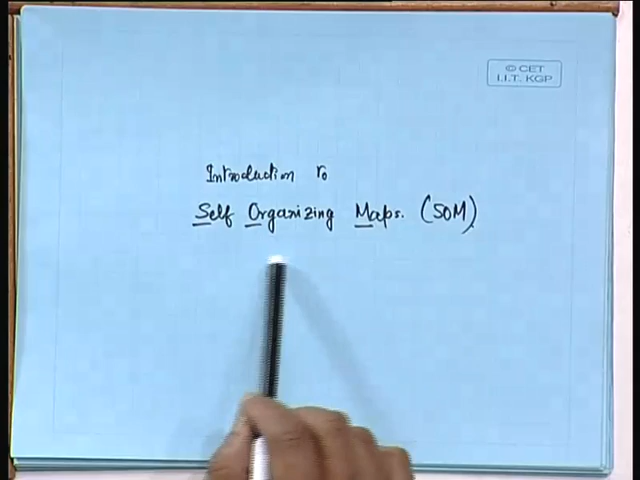 © CET
I.I.T. KGP
Introduction to
Self Organizing Maps. (SOM)